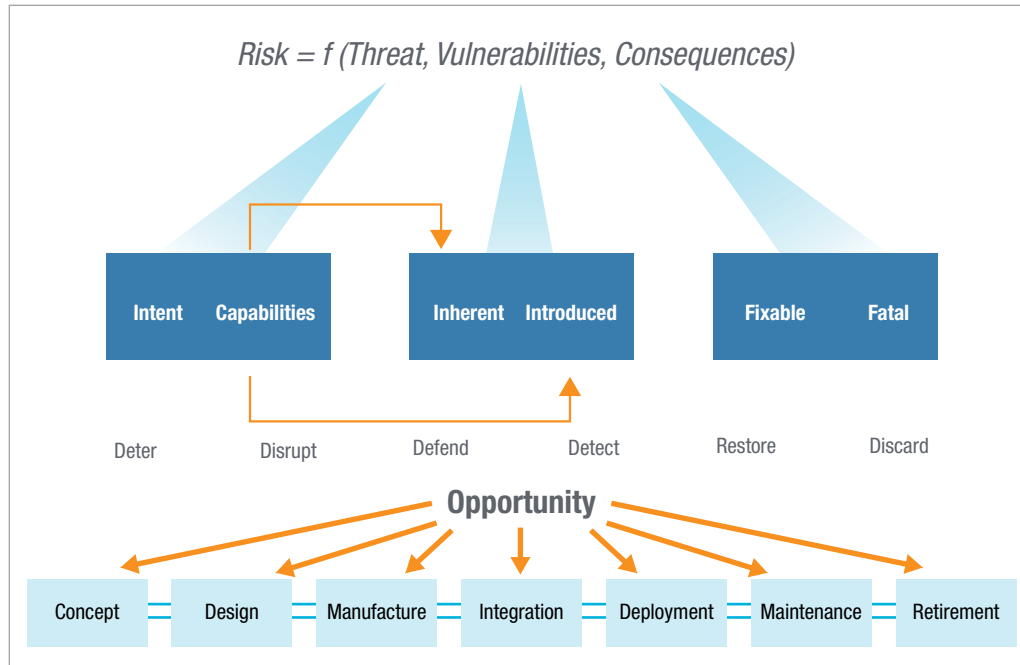 Risk = f (Threat, Vulnerabilities, Consequences)
Intent Capabilities
Inherent Introduced
Fixable Fatal
Deter Disrupt Defend Detect Restore Discard
Opportunity
Concept Design Manufacture Integration Deployment Maintenance Retirement